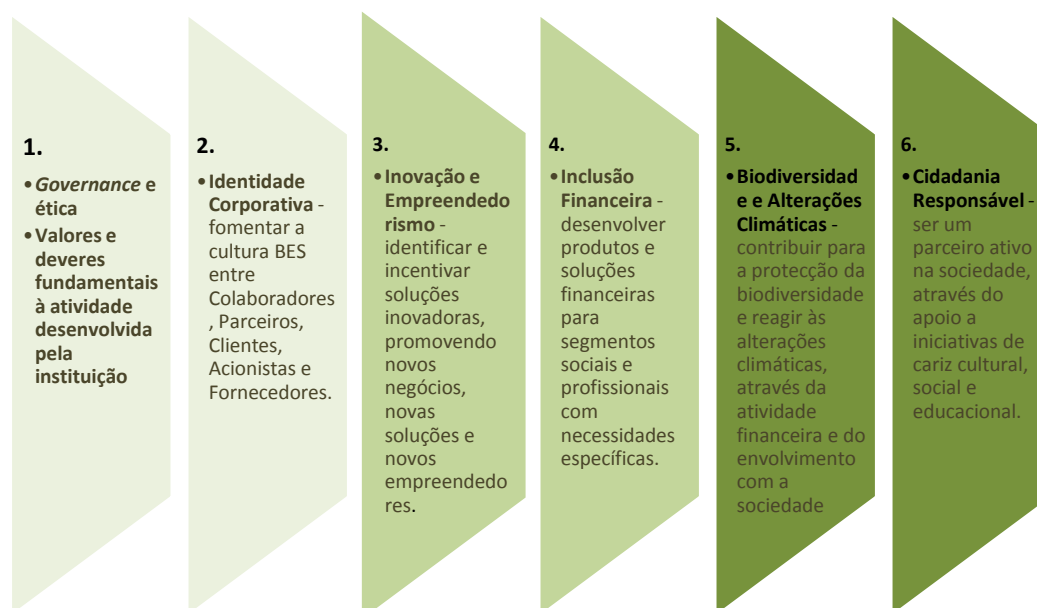 1.
•Governance e
ética
•Valores e
deveres
fundamentais
à atividade
desenvolvida
pela
instituição
2.
•Identidade
Corporativa -
fomentar a
cultura BES
entre
Colaboradores
, Parceiros,
Clientes,
Acionistas e
Fornecedores.
3.
•Inovação e
Empreendedo
rismo -
identificar e
incentivar
soluções
inovadoras,
promovendo
novos
negócios,
novas
soluções e
novos
empreendedo
res.
4.
•Inclusão
Financeira -
desenvolver
produtos e
soluções
financeiras
para
segmentos
sociais e
profissionais
com
necessidades
específicas.
5.
•Biodiversidad
e e Alterações
Climáticas -
contribuir para
a protecção da
biodiversidade
e reagir às
alterações
climáticas,
através da
atividade
financeira e do
envolvimento
com a
sociedade
6.
•Cidadania
Responsável -
ser um
parceiro ativo
na sociedade,
através do
apoio a
iniciativas de
cariz cultural,
social e
educacional.